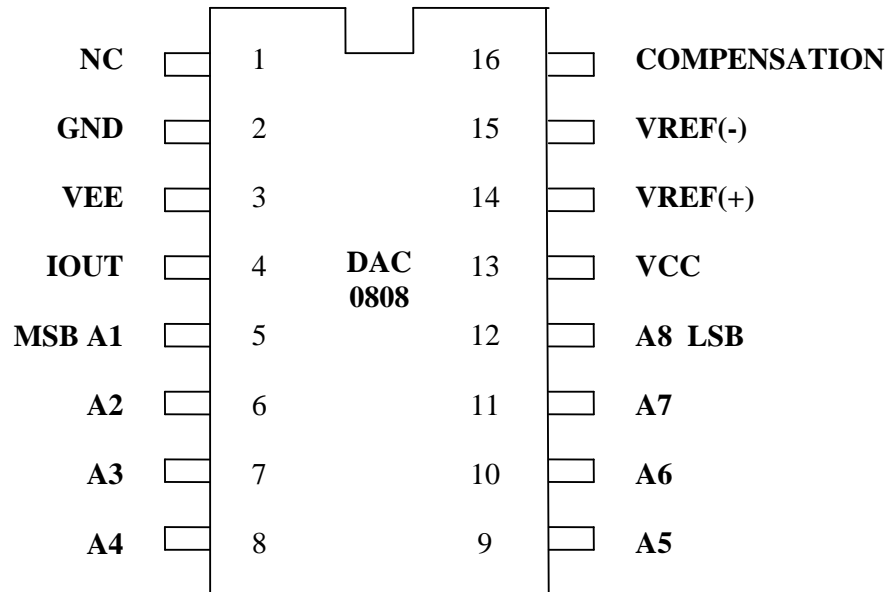 NC 1 16 COMPENSATION
GND 2 15 VREF(-)
VEE 3 14 VREF(+)
IOUT 4 DAC 13 VCC
0808
MSB A1 5 12 A8 LSB
A2 6 11 A7
A3 7 10 A6
A4 8 9 A5